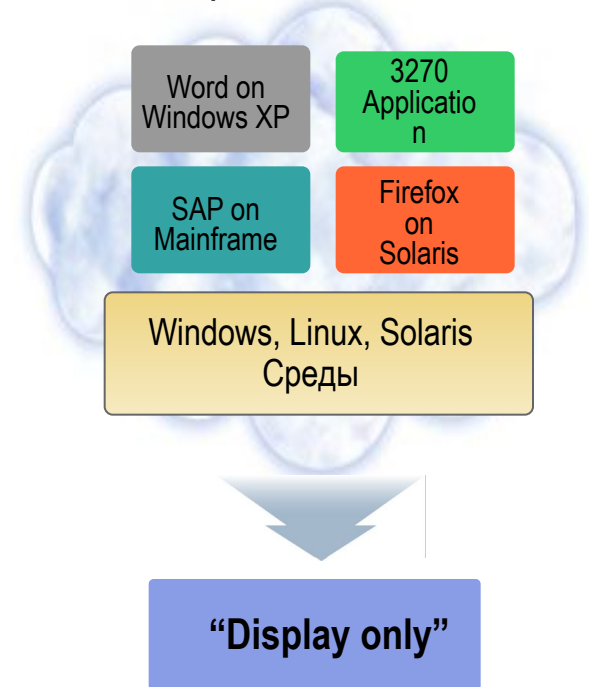 Word on
Windows XP
3270
Applicatio
n
SAP on
Mainframe
Firefox
on
Solaris
Windows, Linux, Solaris
Среды
“Display only”